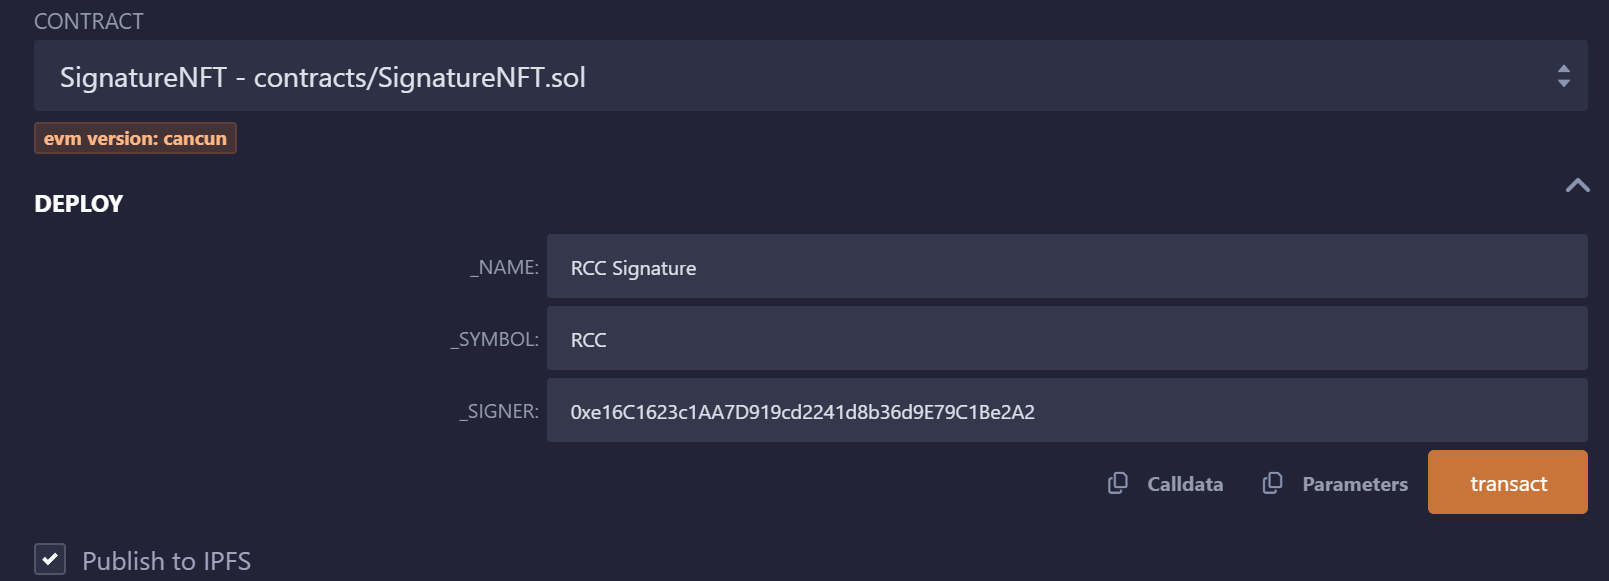 CONTRACT
SignatureNFT - contracts/SignatureNFT.sol
evm version: cancun
DEPLOY
_NAME: RCC Signature
_SYMBOL: RCC
_SIGNER: 0xe16C1623c1AA7D919cd2241d8b36d9E79C1Be2A2
Calldata Parameters transact
Publish to IPFS